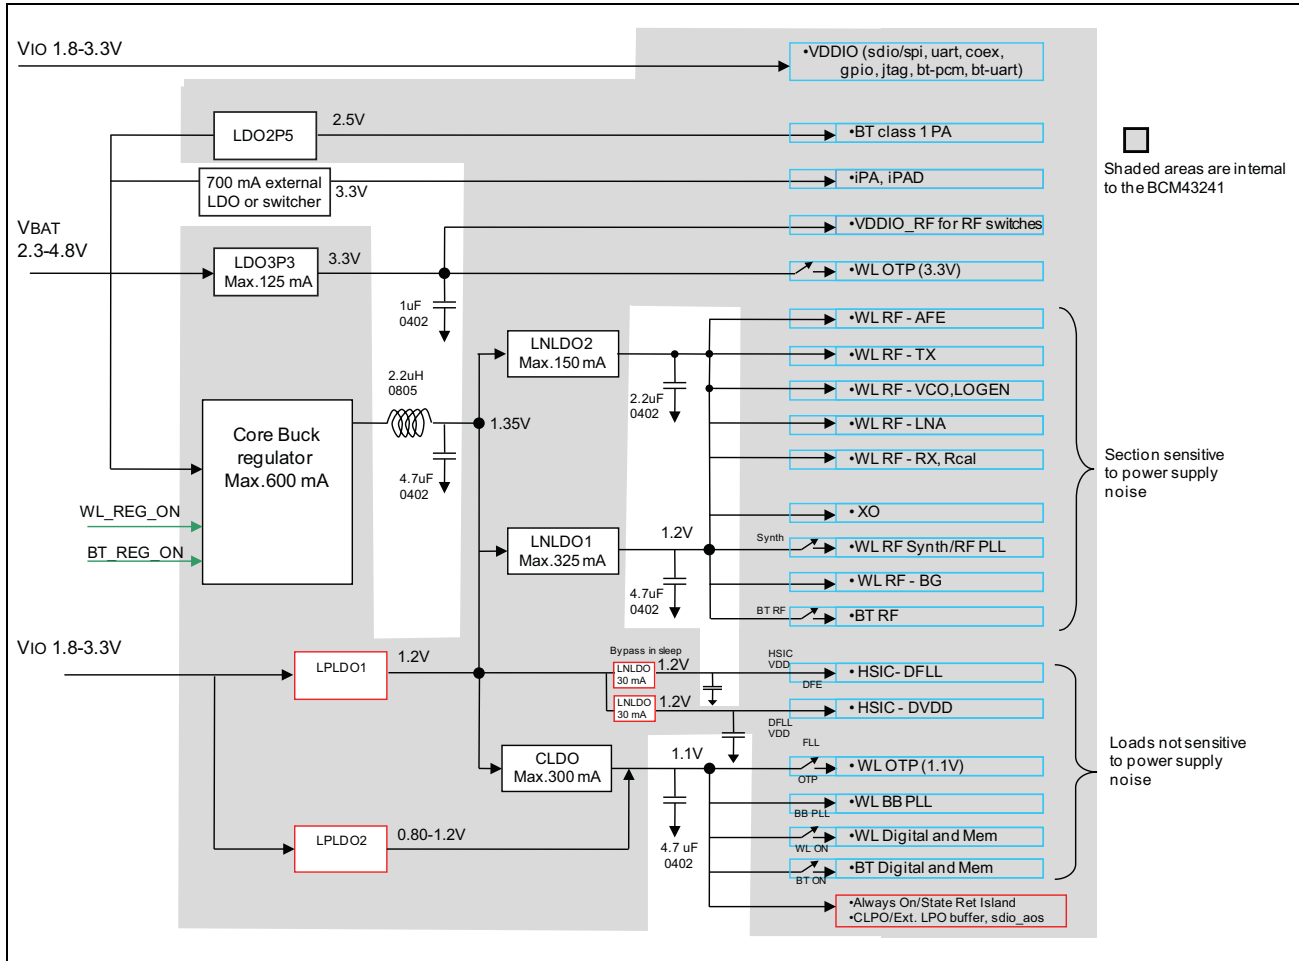 VIO 1.8-3.3V
•VDDIO (sdio/spi, uart, coex,
gpio, jtag, bt-pcm, bt-uart)
LDO2P5
2.5V
•BT class 1 PA
Shaded areas are internal
to the BCM43241
700 mA external
LDO or switcher
3.3V
•iPA, iPAD
VBAT
2.3-4.8V
•VDDIO_RF for RF switches
LDO3P3
Max.125 mA
3.3V
•WL OTP (3.3V)
1uF
0402
LNLDO2
Max.150 mA
•WL RF - AFE
•WL RF - TX
2.2uH
0805
2.2uF
0402
•WL RF - VCO,LOGEN
1.35V
•WL RF - LNA
Core Buck
regulator
Max.600 mA
4.7uF
0402
•WL RF - RX, Rcal
Section sensitive
to power supply
noise
WL_REG_ON
•XO
BT_REG_ON
LNLDO1
Max.325 mA
1.2V
Synth
•WL RF Synth/RF PLL
4.7uF
0402
•WL RF - BG
BT RF
•BT RF
VIO 1.8-3.3V
LPLDO1
1.2V
Bypass in sleep
LNLDO
30 mA
1.2V
HSIC
VDD
DFE
•HSIC- DFLL
LNLDO
30 mA
1.2V
DFLL
VDD
•HSIC - DVDD
CLDO
Max.300 mA
1.1V
FLL
OTP
•WL OTP (1.1V)
Loads not sensitive
to power supply
noise
BB PLL
•WL BB PLL
LPLDO2
0.80-1.2V
4.7 uF
0402
WL ON
•WL Digital and Mem
BT ON
•BT Digital and Mem
•Always On/State Ret Island
•CLPO/Ext. LPO buffer, sdio_aos